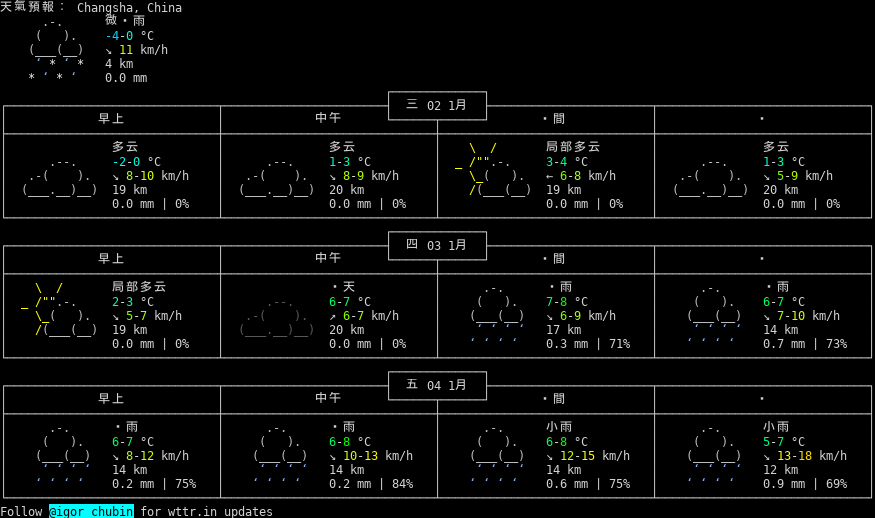 天氣預報： Changsha, China
微・雨
-4-0 °C
↘ 11 km/h
4 km
0.0 mm
三 02 1月
早上 中午 ・間 ・
多云 多云 局部多云 多云
-2-0 °C 1-3 °C 3-4 °C 1-3 °C
↘ 8-10 km/h ↘ 8-9 km/h ← 6-8 km/h ↘ 5-9 km/h
19 km 20 km 19 km 20 km
0.0 mm | 0% 0.0 mm | 0% 0.0 mm | 0% 0.0 mm | 0%
四 03 1月
早上 中午 ・間 ・
局部多云 ・天 ・雨 ・雨
2-3 °C 6-7 °C 7-8 °C 6-7 °C
↘ 5-7 km/h ↗ 6-7 km/h ↘ 6-9 km/h ↘ 7-10 km/h
19 km 20 km 17 km 14 km
0.0 mm | 0% 0.0 mm | 0% 0.3 mm | 71% 0.7 mm | 73%
五 04 1月
早上 中午 ・間 ・
・雨 ・雨 小雨 小雨
6-7 °C 6-8 °C 6-8 °C 5-7 °C
↘ 8-12 km/h ↘ 10-13 km/h ↘ 12-15 km/h ↘ 13-18 km/h
14 km 14 km 14 km 12 km
0.2 mm | 75% 0.2 mm | 84% 0.6 mm | 75% 0.9 mm | 69%
Follow @igor_chubin for wttr.in updates